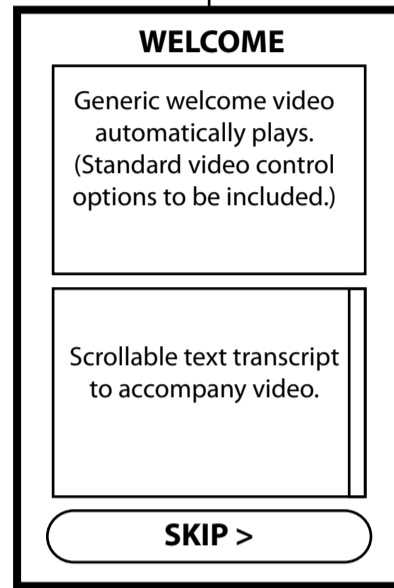 WELCOME
Generic welcome video
automatically plays.
(Standard video control
options to be included.)
Scrollable text transcript
to accompany video.
SKIP >